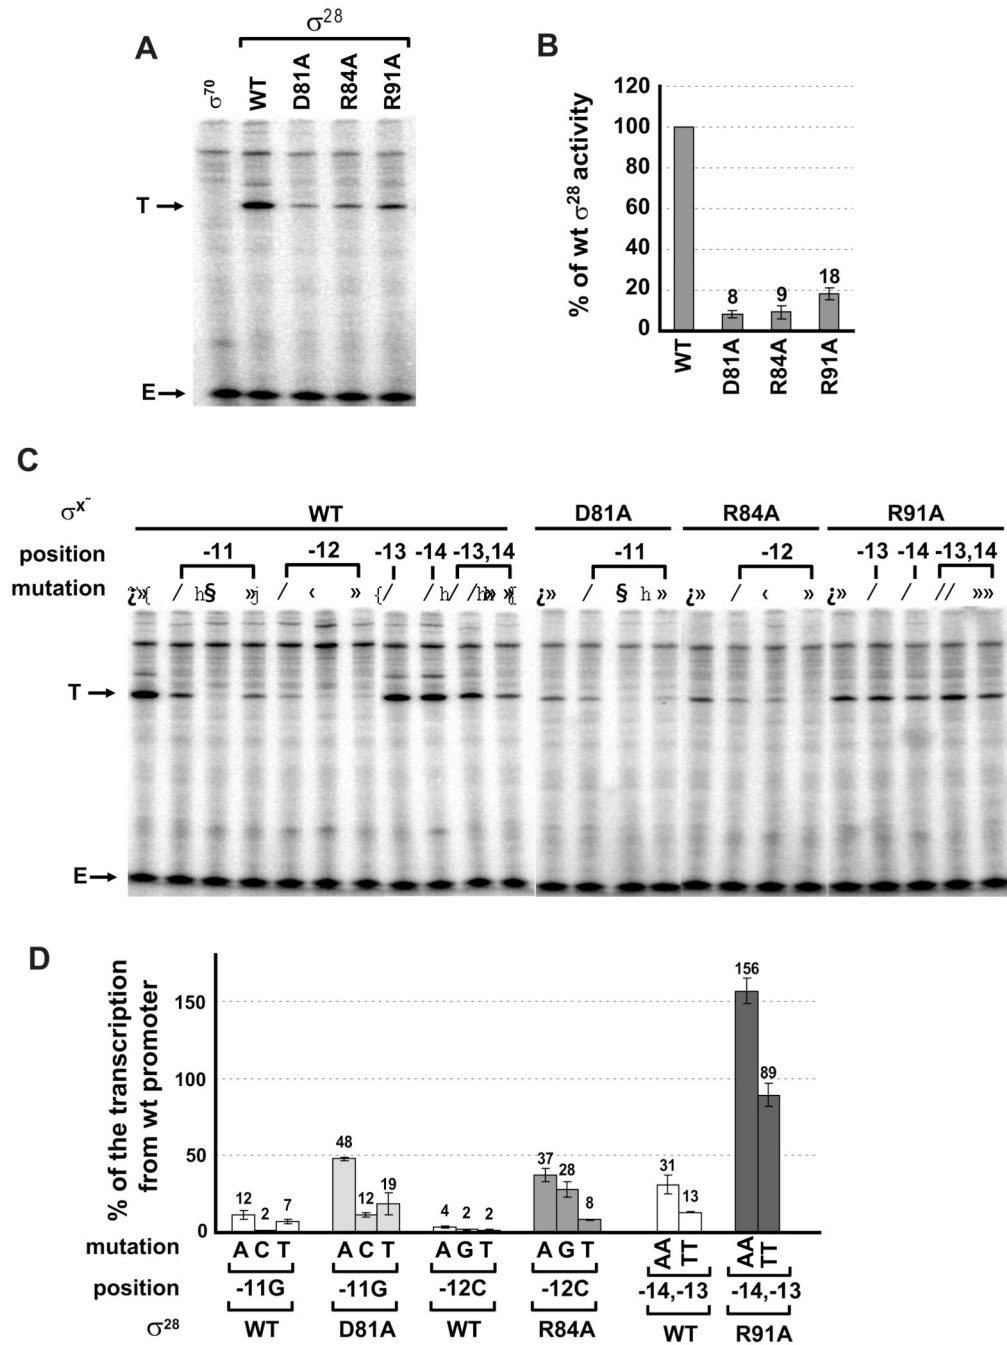 A
σ28
σ70
WT
D81A
R84A
R91A
T
E
B
% of wt σ28 activity
120
100
80
60
40
20
0
8
9
18
WT
D81A
R84A
R91A
C
σx˜
WT
D81A
R84A
R91A
position
-11
-12
-13
-14
-13,14
-11
-12
-13
-14
-13,14
mutation
T
E
D
% of the transcription
from wt promoter
150
100
50
0
12
2
7
48
12
19
4
2
2
37
28
8
31
13
156
89
mutation
A C T
A C T
A G T
A G T
AA
TT
AA
TT
position
-11G
-11G
-12C
-12C
-14,-13
-14,-13
σ28
WT
D81A
WT
R84A
WT
R91A